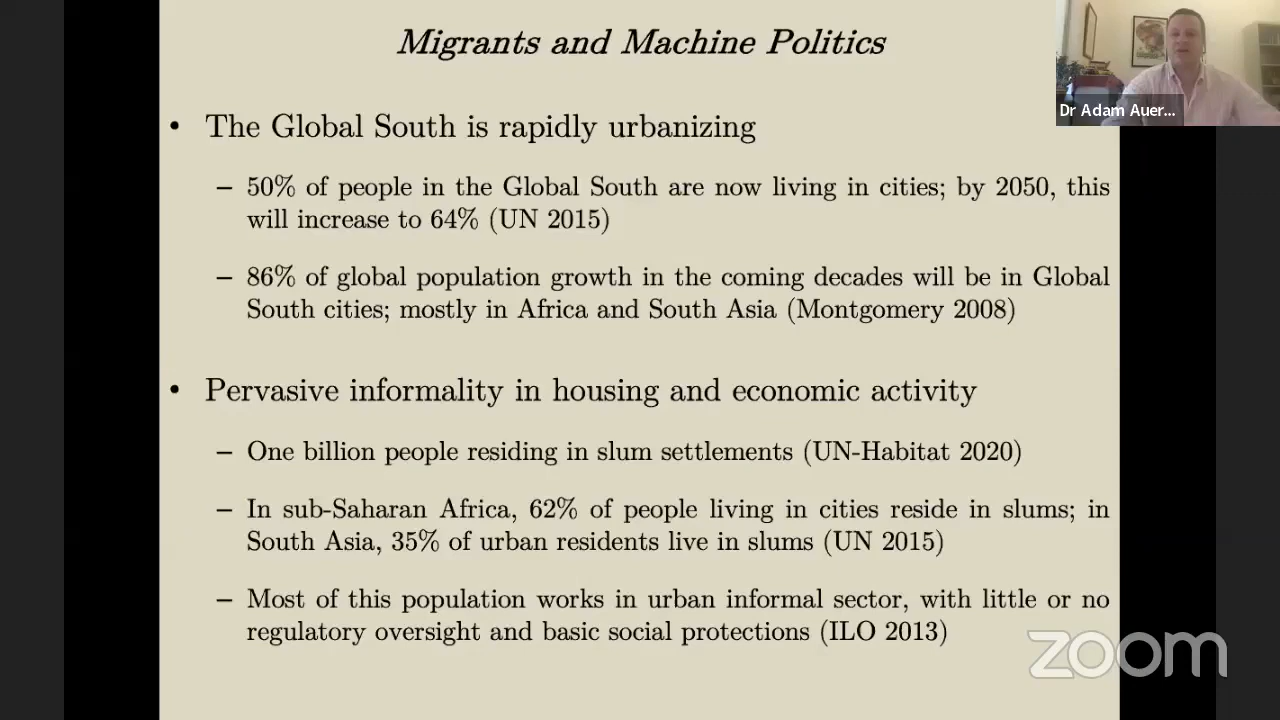 Migrants and Machine Politics
Dr Adam Auer...
• The Global South is rapidly urbanizing
– 50% of people in the Global South are now living in cities; by 2050, this
will increase to 64% (UN 2015)
– 86% of global population growth in the coming decades will be in Global
South cities; mostly in Africa and South Asia (Montgomery 2008)
• Pervasive informality in housing and economic activity
– One billion people residing in slum settlements (UN-Habitat 2020)
– In sub-Saharan Africa, 62% of people living in cities reside in slums; in
South Asia, 35% of urban residents live in slums (UN 2015)
– Most of this population works in urban informal sector, with little or no
regulatory oversight and basic social protections (ILO 2013)
zoom